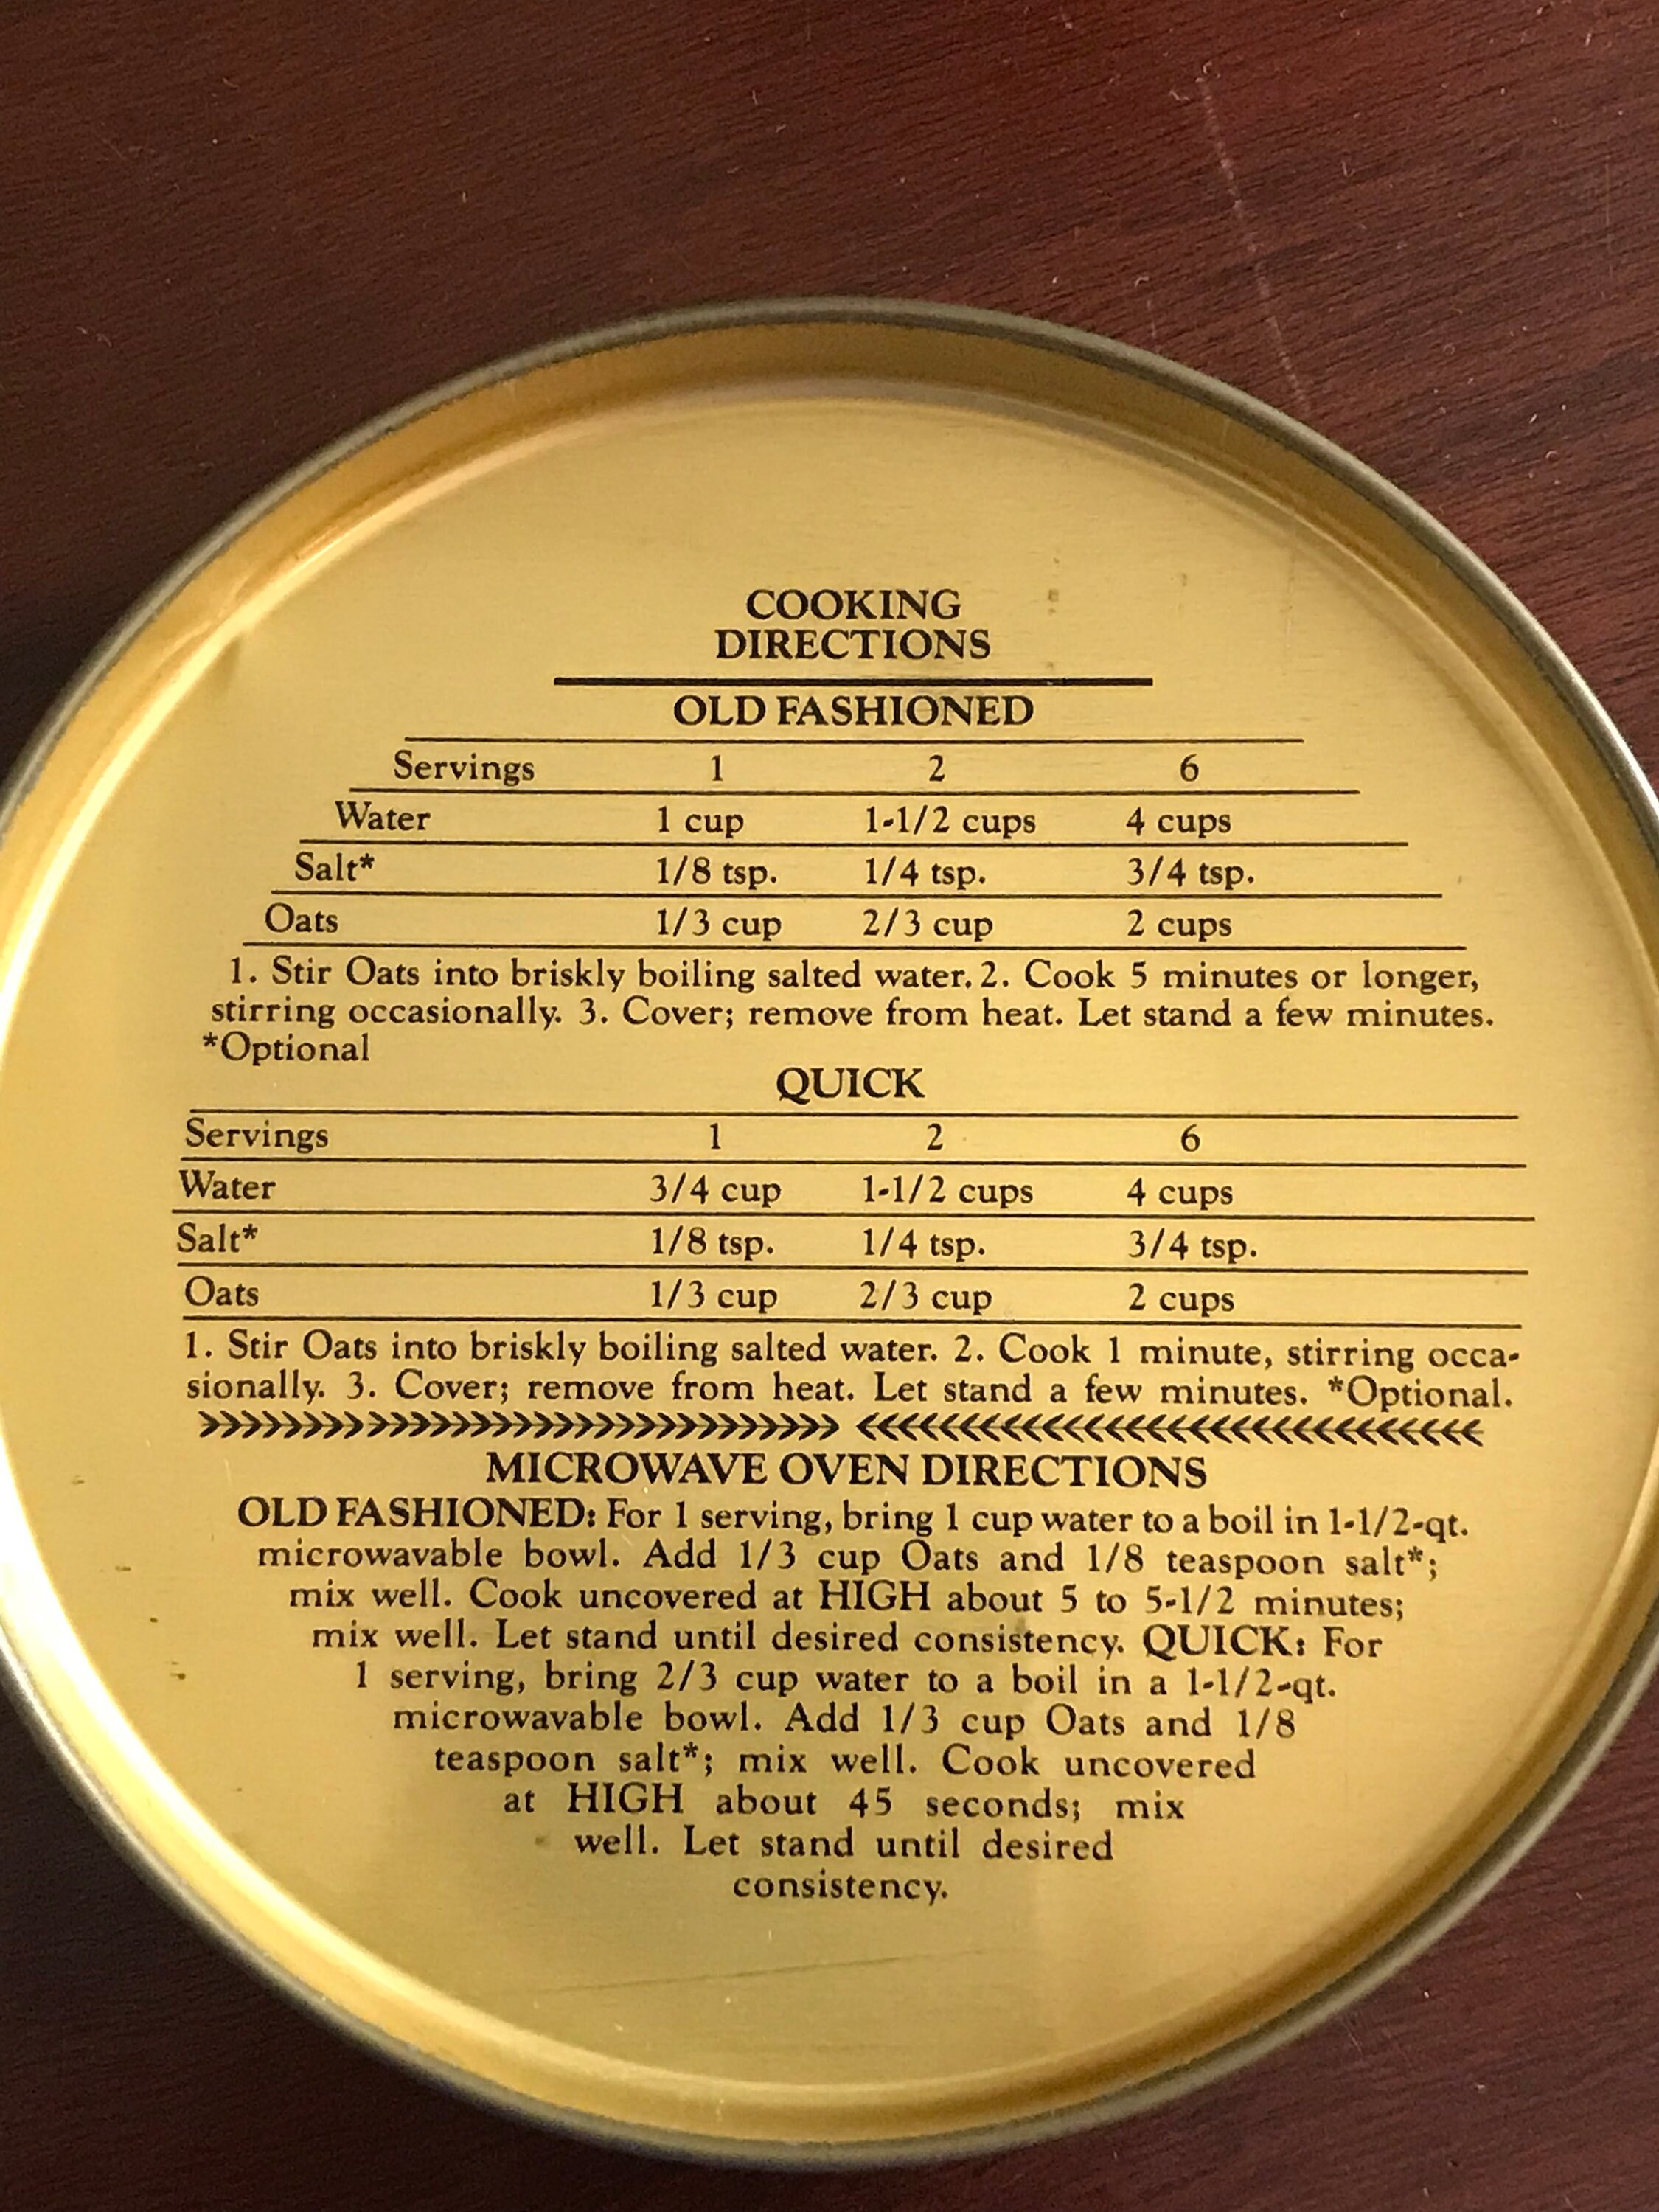 COOKING
DIRECTIONS
OLD FASHIONED
Servings 1 2 6
Water 1 cup 1-1/2 cups 4 cups
Salt* 1/8 tsp. 1/4 tsp. 3/4 tsp.
Oats 1/3 cup 2/3 cup 2 cups
1. Stir Oats into briskly boiling salted water. 2. Cook 5 minutes or longer,
stirring occasionally. 3. Cover; remove from heat. Let stand a few minutes.
*Optional
QUICK
Servings 1 2 6
Water 3/4 cup 1-1/2 cups 4 cups
Salt* 1/8 tsp. 1/4 tsp. 3/4 tsp.
Oats 1/3 cup 2/3 cup 2 cups
1. Stir Oats into briskly boiling salted water. 2. Cook 1 minute, stirring occa-
sionally. 3. Cover; remove from heat. Let stand a few minutes. *Optional.
MICROWAVE OVEN DIRECTIONS
OLD FASHIONED: For 1 serving, bring 1 cup water to a boil in 1-1/2-qt.
microwavable bowl. Add 1/3 cup Oats and 1/8 teaspoon salt*;
mix well. Cook uncovered at HIGH about 5 to 5-1/2 minutes;
mix well. Let stand until desired consistency. QUICK: For
1 serving, bring 2/3 cup water to a boil in a 1-1/2-qt.
microwavable bowl. Add 1/3 cup Oats and 1/8
teaspoon salt*; mix well. Cook uncovered
at HIGH about 45 seconds; mix
well. Let stand until desired
consistency.